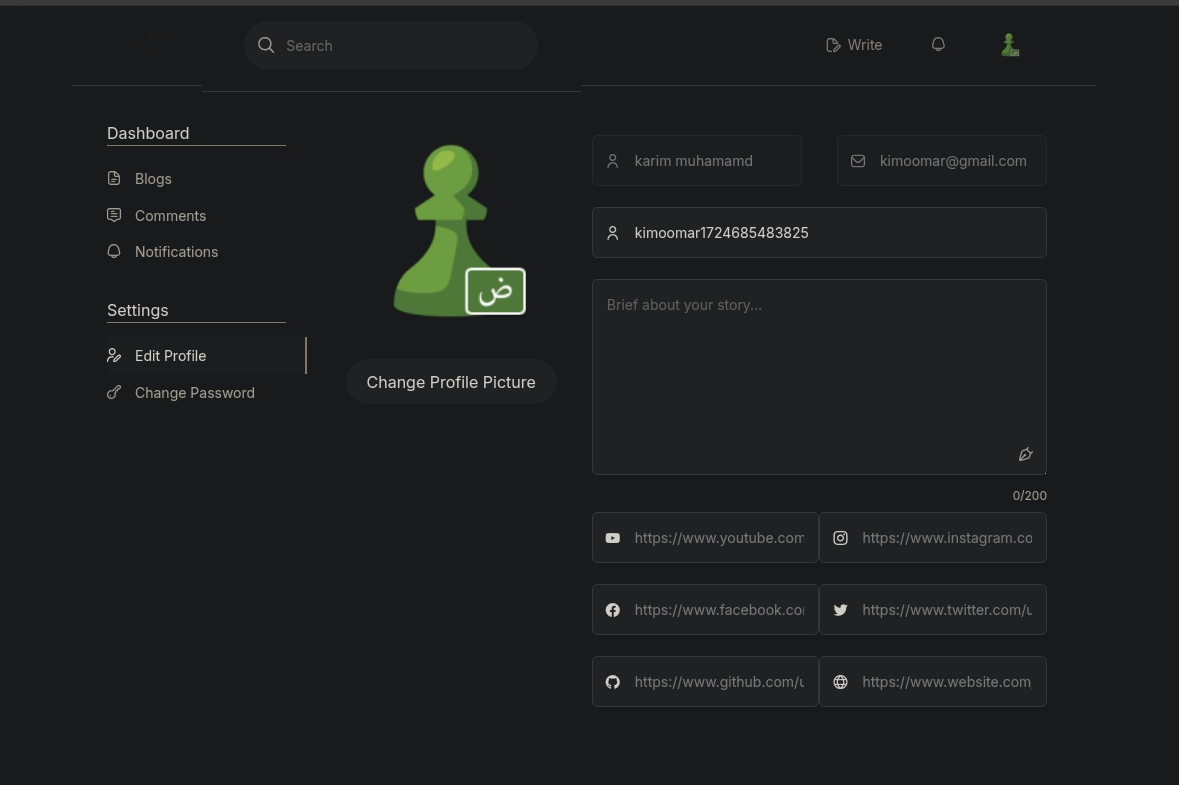 Search
Write
Dashboard
Blogs
Comments
Notifications
Settings
Edit Profile
Change Password
ض
Change Profile Picture
karim muhamamd
kimoomar@gmail.com
kimoomar1724685483825
Brief about your story...
0/200
https://www.youtube.com
https://www.instagram.co
https://www.facebook.co
https://www.twitter.com/u
https://www.github.com/u
https://www.website.com